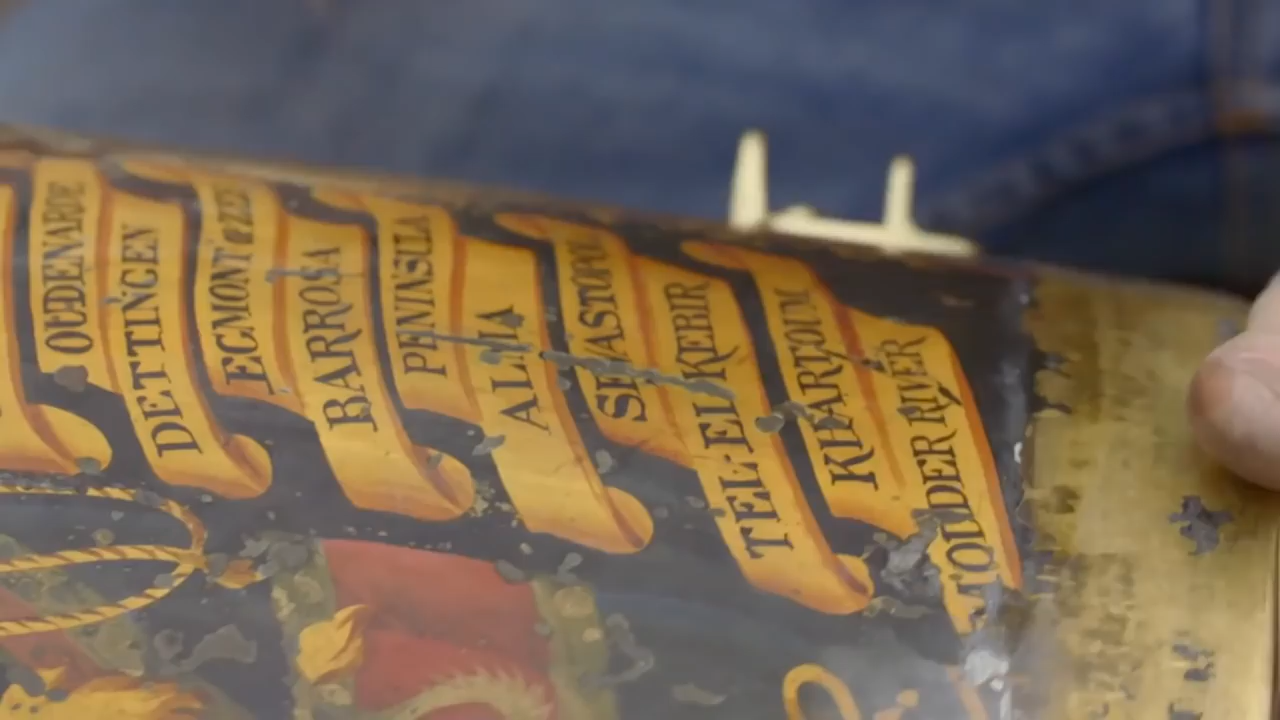 OUDENARDE
DETTINGEN
EGMONT op ZEE
BARROSA
PENINSULA
ALMA
SEVASTOPOL
TEL-EL-KEBIR
KHARTOUM
MODDER RIVER